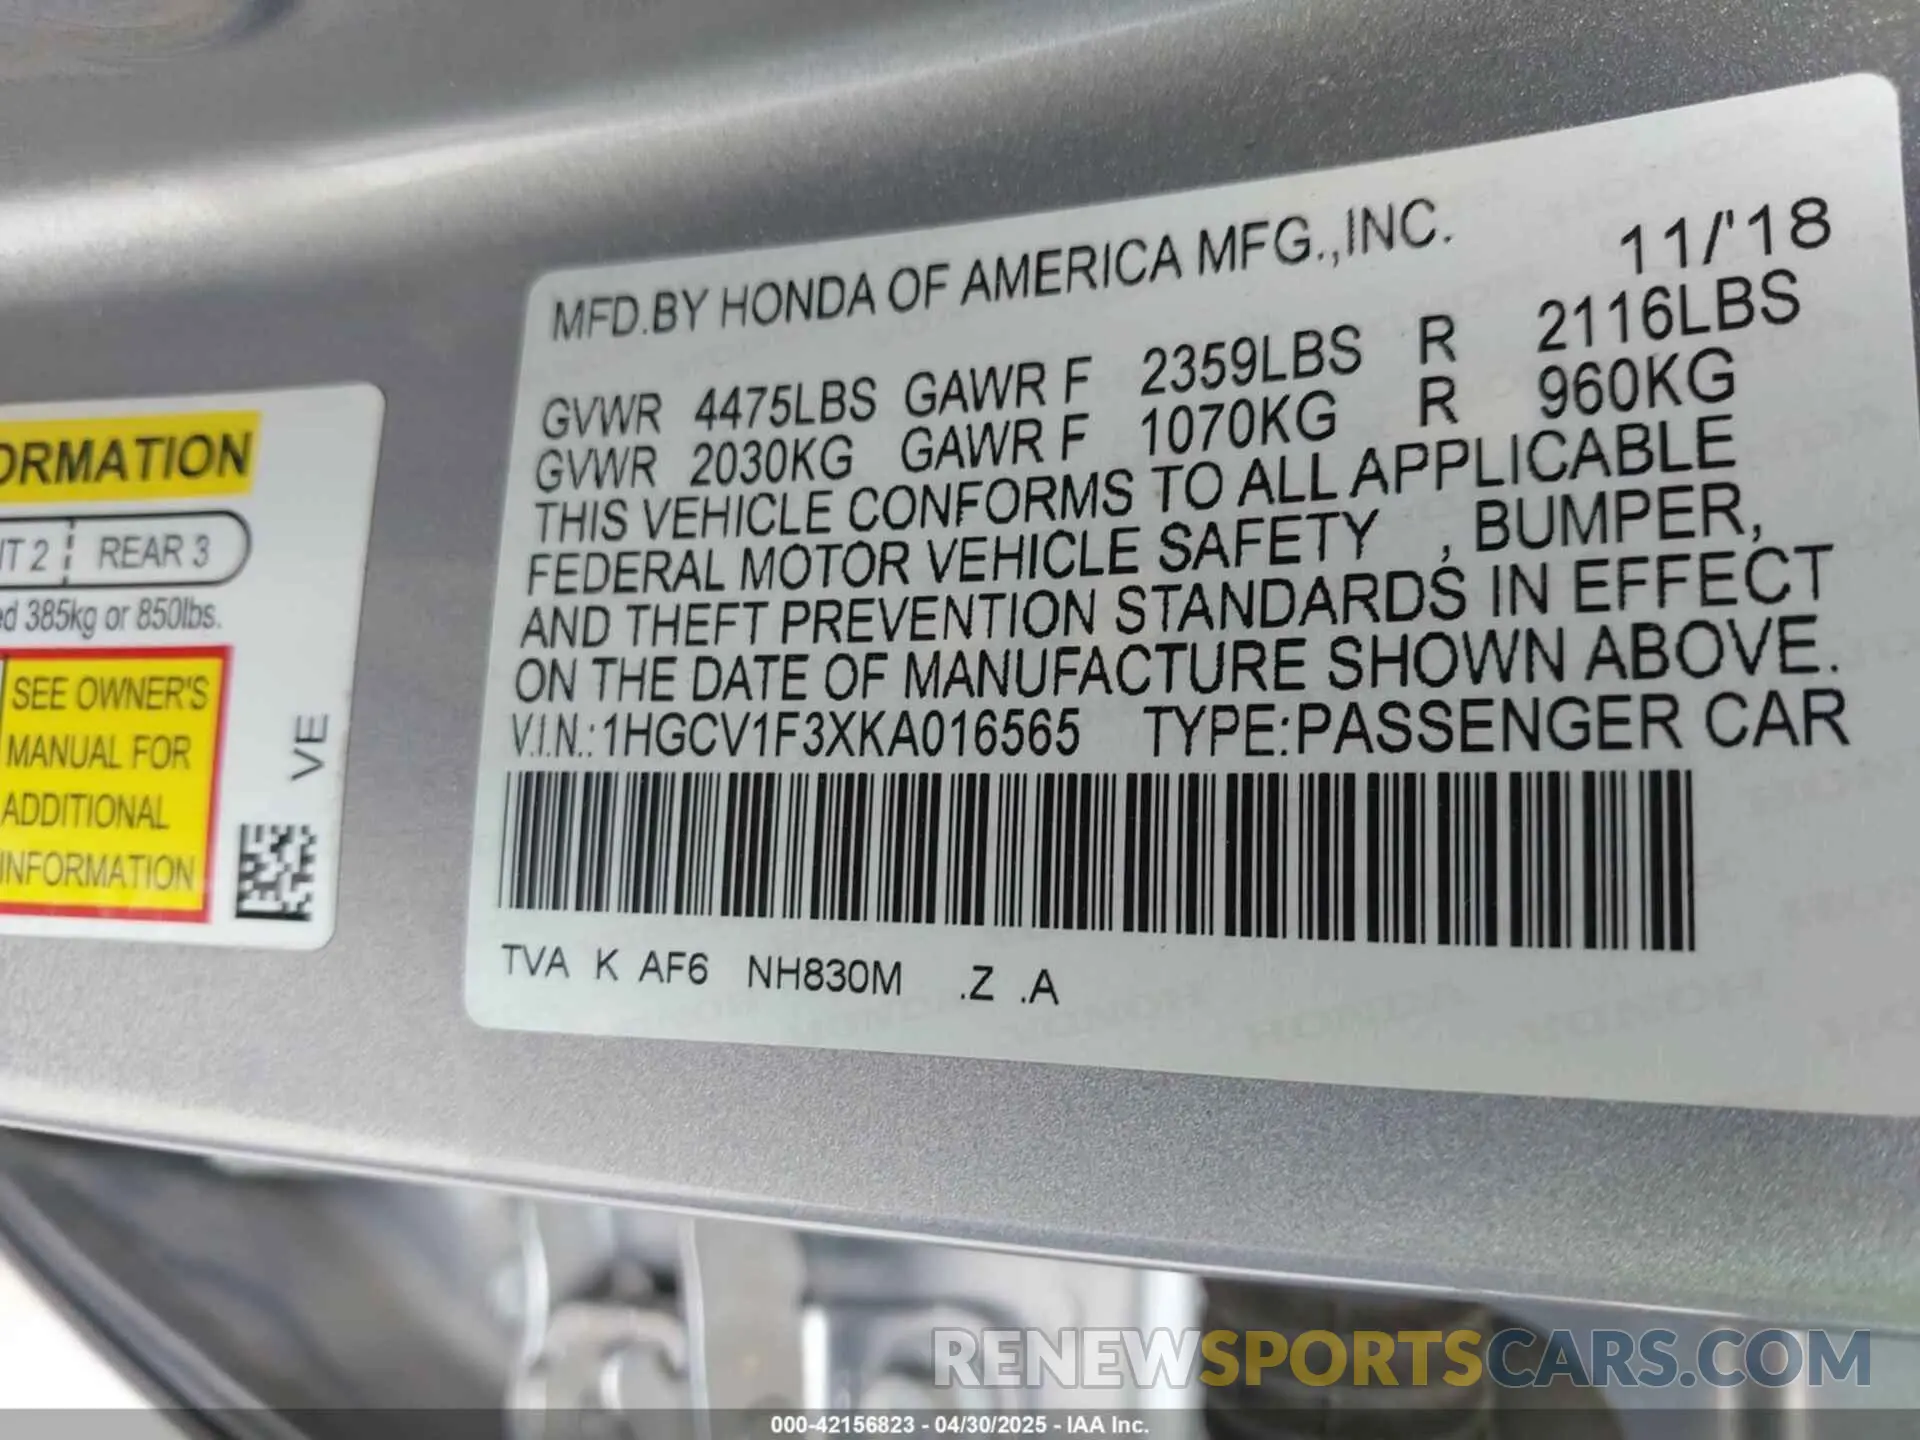 MFD.BY HONDA OF AMERICA MFG.,INC. 11/'18
GVWR 4475LBS GAWR F 2359LBS R 2116LBS
GVWR 2030KG GAWR F 1070KG R 960KG
THIS VEHICLE CONFORMS TO ALL APPLICABLE
FEDERAL MOTOR VEHICLE SAFETY , BUMPER,
AND THEFT PREVENTION STANDARDS IN EFFECT
ON THE DATE OF MANUFACTURE SHOWN ABOVE.
V.I.N.:1HGCV1F3XKA016565 TYPE:PASSENGER CAR
TVA K AF6 NH830M .Z .A
ORMATION
NT 2 REAR 3
ed 385kg or 850lbs.
SEE OWNER'S
MANUAL FOR
ADDITIONAL
INFORMATION
VE
RENEWSPORTSCARS.COM
000-42156823 - 04/30/2025 - IAA Inc.